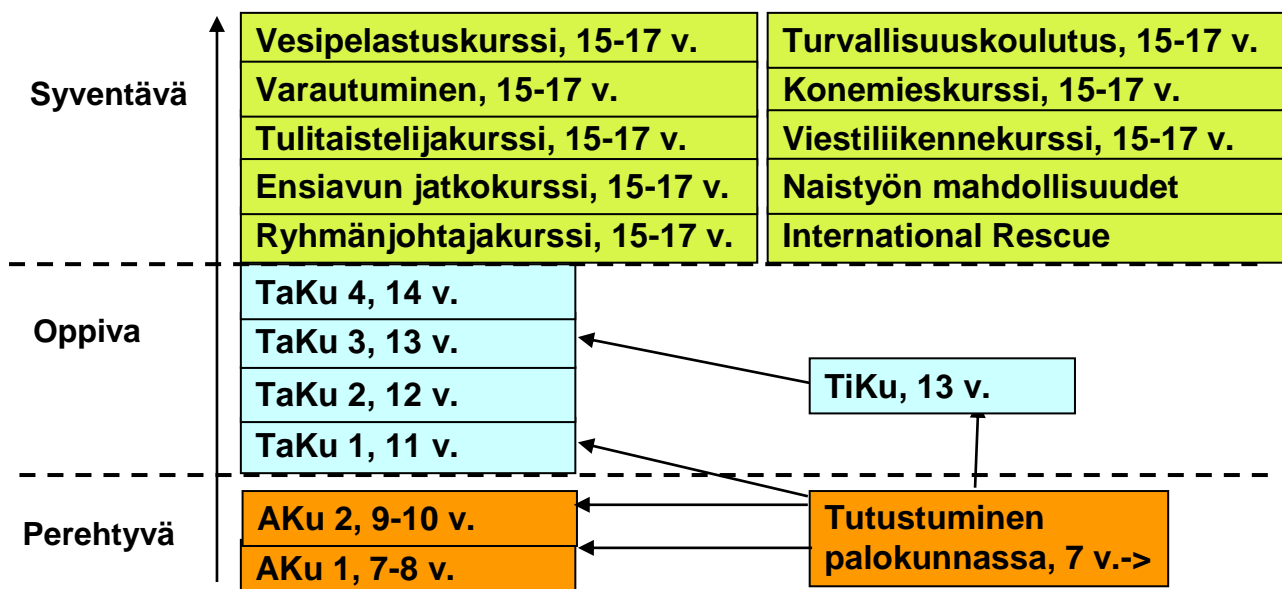 Syventävä
Vesipelastuskurssi, 15-17 v.
Varautuminen, 15-17 v.
Tulitaistelijakurssi, 15-17 v.
Ensiavun jatkokurssi, 15-17 v.
Ryhmänjohtajakurssi, 15-17 v.
Turvallisuuskoulutus, 15-17 v.
Konemieskurssi, 15-17 v.
Viestiliikennekurssi, 15-17 v.
Naistyön mahdollisuudet
International Rescue
Oppiva
TaKu 4, 14 v.
TaKu 3, 13 v.
TaKu 2, 12 v.
TaKu 1, 11 v.
TiKu, 13 v.
Perehtyvä
AKu 2, 9-10 v.
AKu 1, 7-8 v.
Tutustuminen
palokunnassa, 7 v.->